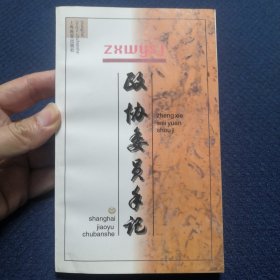 ZXWYSJ
政协委员手记
zheng xie
wei yuan
shou ji
shanghai
jiaoyu
chubanshe